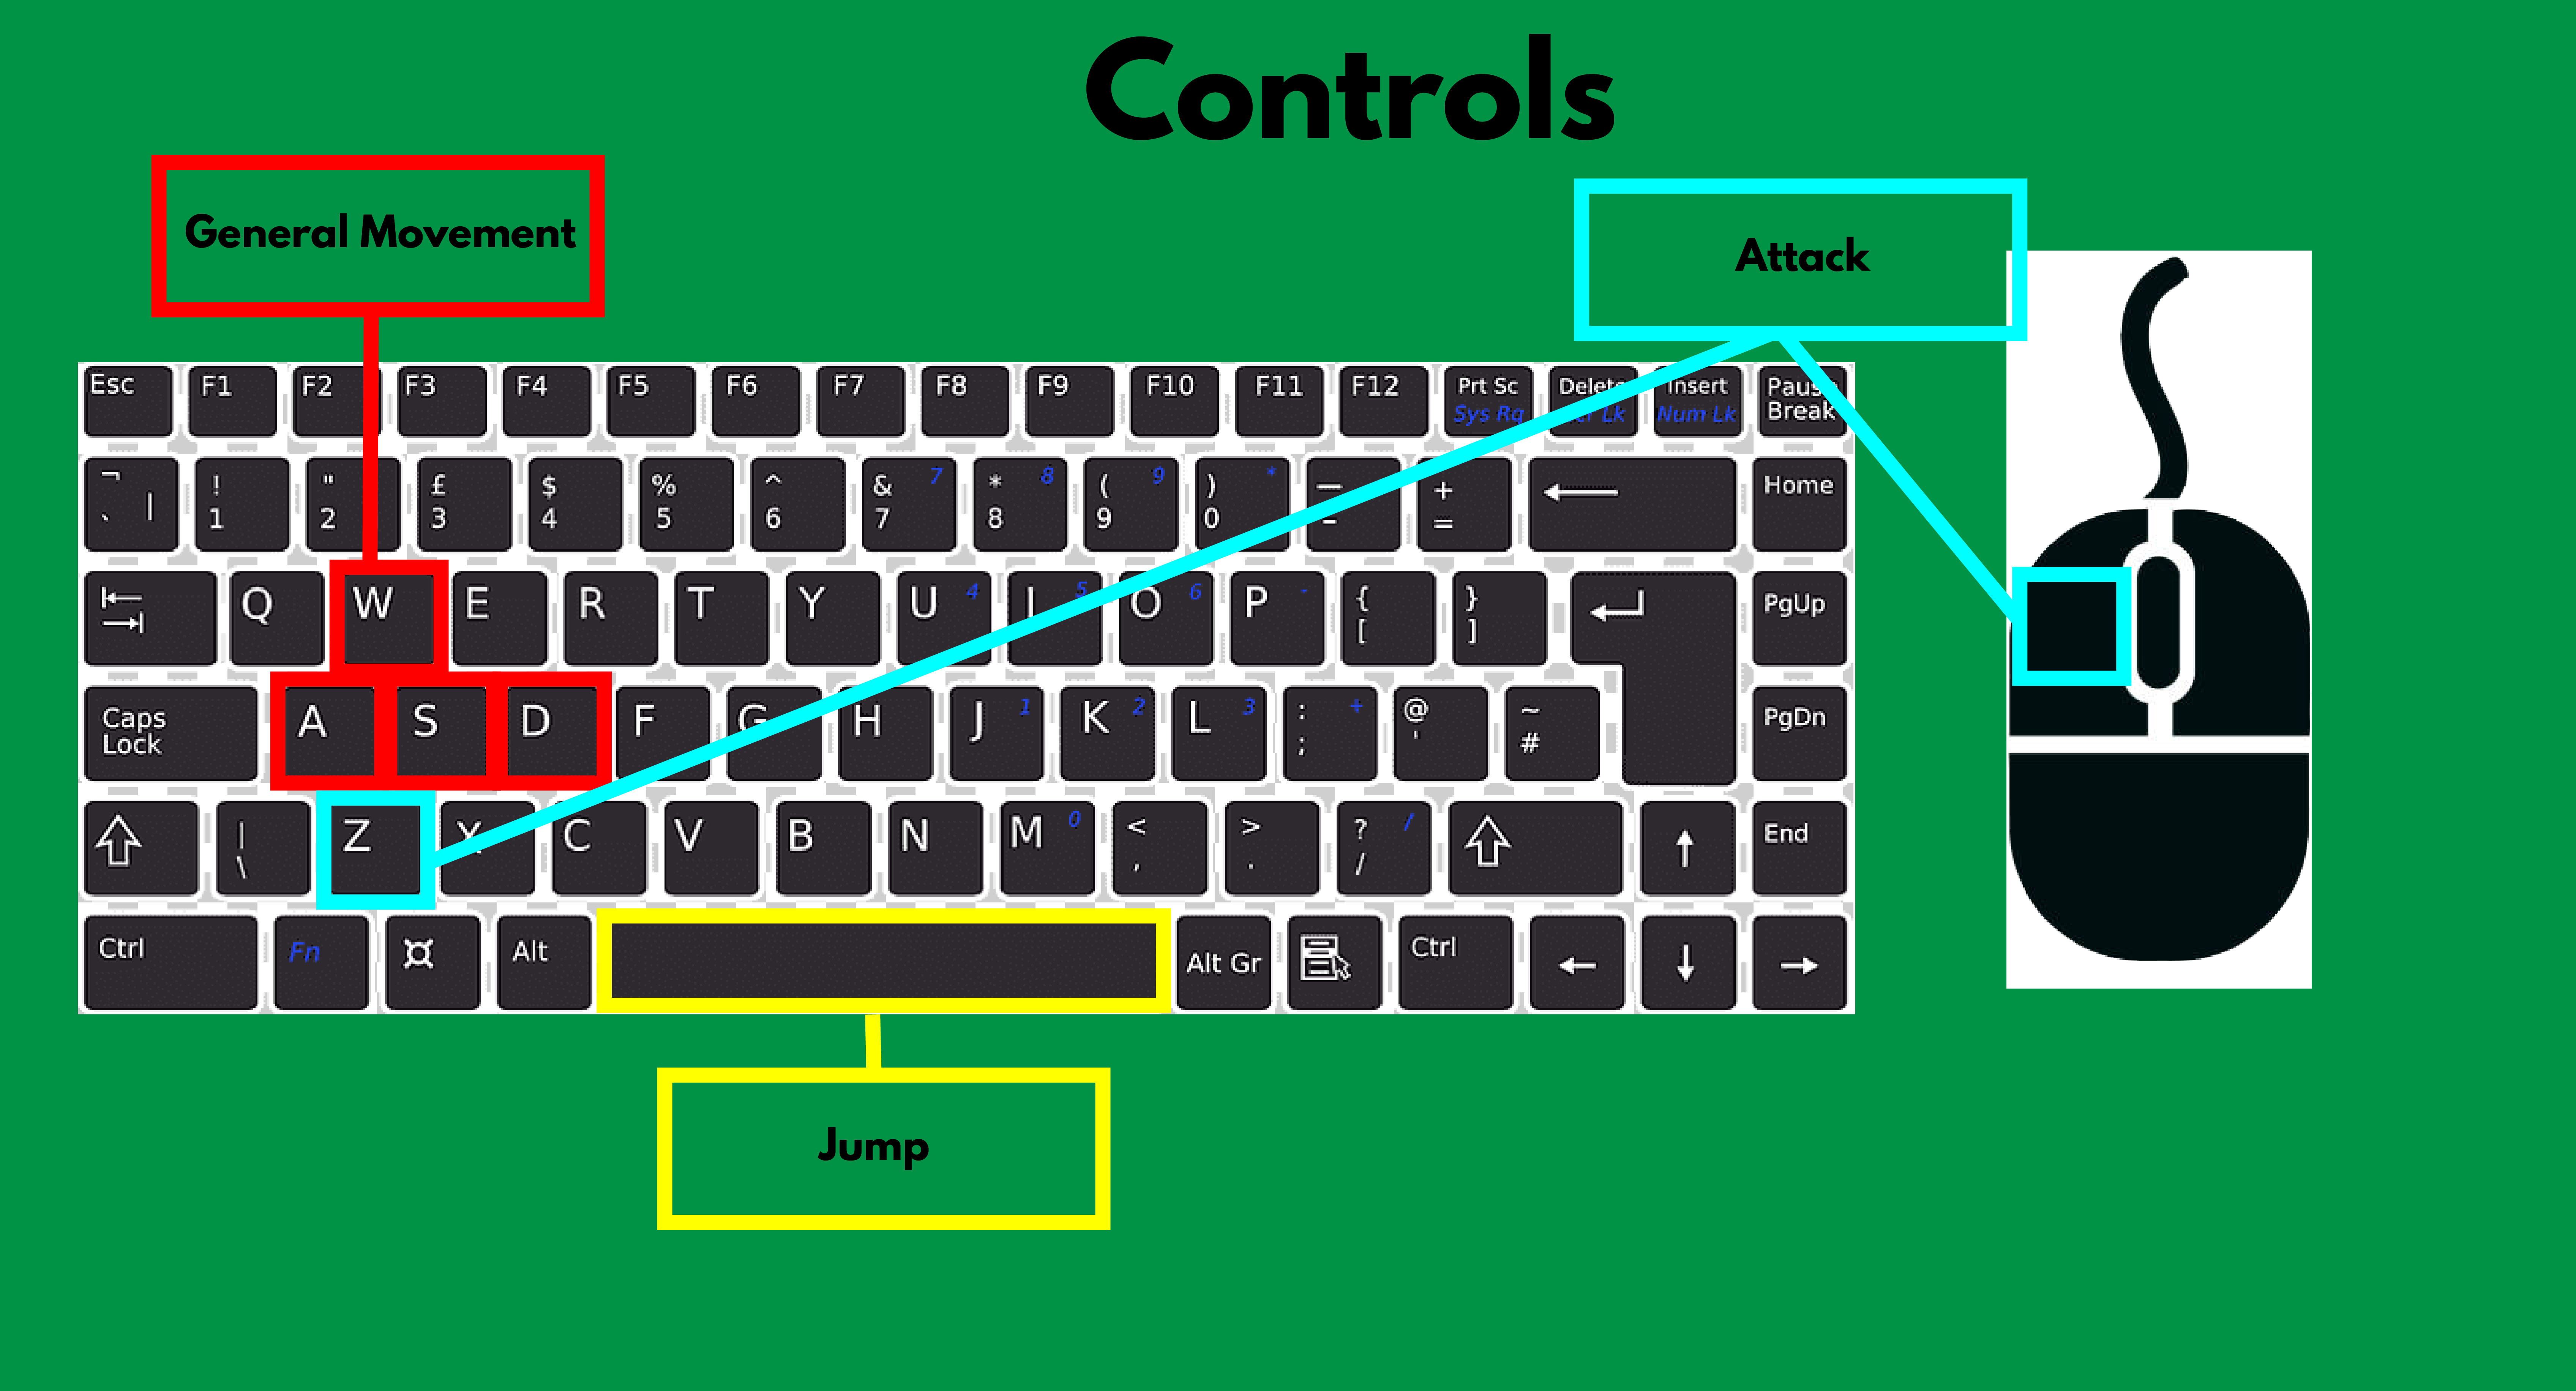 Controls
General Movement
Attack
Esc F1 F2 F3 F4 F5 F6 F7 F8 F9 F10 F11 F12 Prt Sc Insert
Sys Rq Lk Num Lk Break
¬ ! " £ $ % ^ & 7 * 8 ( 9 ) * — + Home
` | 1 2 3 4 5 6 7 8 9 0 - =
Q W E R T Y U 4 5 O 6 P - { } PgUp
[ ]
Caps A S D F G H J 1 K 2 L 3 : + @ ~ PgDn
Lock ; ' #
| Z X C V B N M 0 < > ? / End
\ , . /
Ctrl Fn Alt Alt Gr Ctrl
Jump